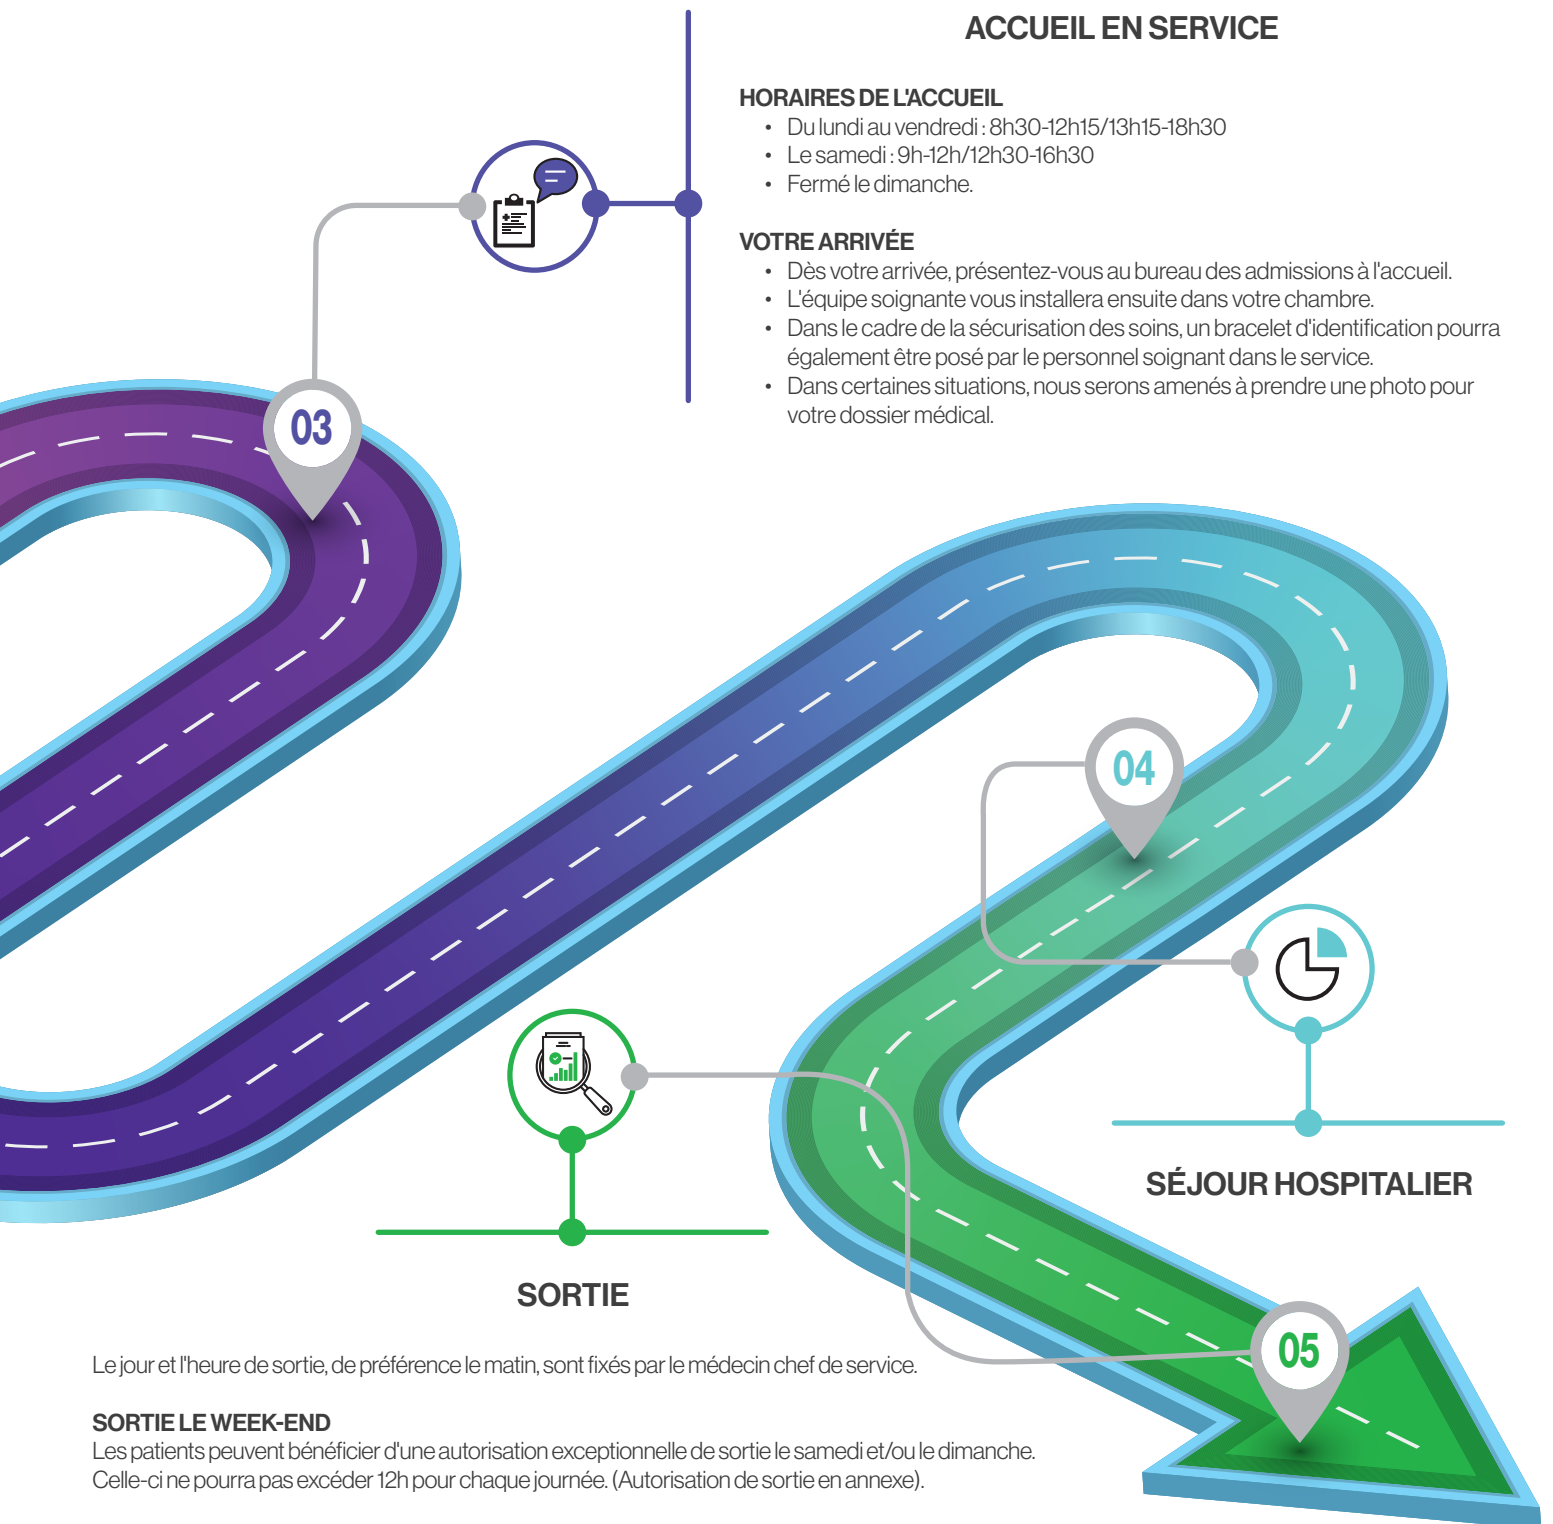 ACCUEIL EN SERVICE
HORAIRES DE L'ACCUEIL
• Du lundi au vendredi : 8h30-12h15/13h15-18h30
• Le samedi : 9h-12h/12h30-16h30
• Fermé le dimanche.
VOTRE ARRIVÉE
• Dès votre arrivée, présentez-vous au bureau des admissions à l'accueil.
• L'équipe soignante vous installera ensuite dans votre chambre.
• Dans le cadre de la sécurisation des soins, un bracelet d'identification pourra
également être posé par le personnel soignant dans le service.
• Dans certaines situations, nous serons amenés à prendre une photo pour
votre dossier médical.
03
04
SÉJOUR HOSPITALIER
SORTIE
05
Le jour et l'heure de sortie, de préférence le matin, sont fixés par le médecin chef de service.
SORTIE LE WEEK-END
Les patients peuvent bénéficier d'une autorisation exceptionnelle de sortie le samedi et/ou le dimanche.
Celle-ci ne pourra pas excéder 12h pour chaque journée. (Autorisation de sortie en annexe).